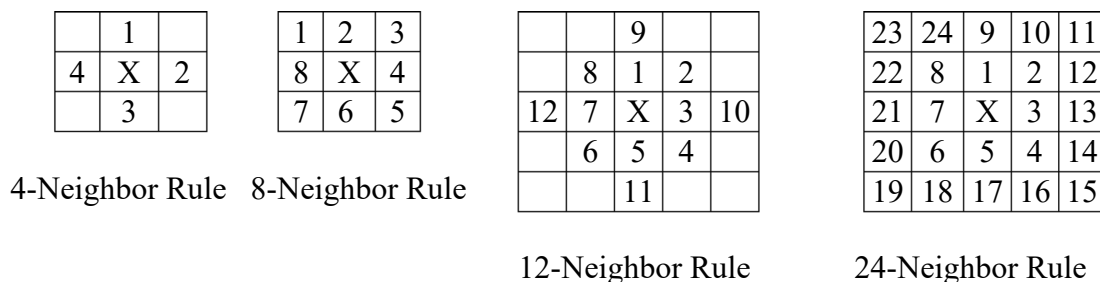 1
4 X 2
3
4-Neighbor Rule
1 2 3
8 X 4
7 6 5
8-Neighbor Rule
9
8 1 2
12 7 X 3 10
6 5 4
11
12-Neighbor Rule
23 24 9 10 11
22 8 1 2 12
21 7 X 3 13
20 6 5 4 14
19 18 17 16 15
24-Neighbor Rule